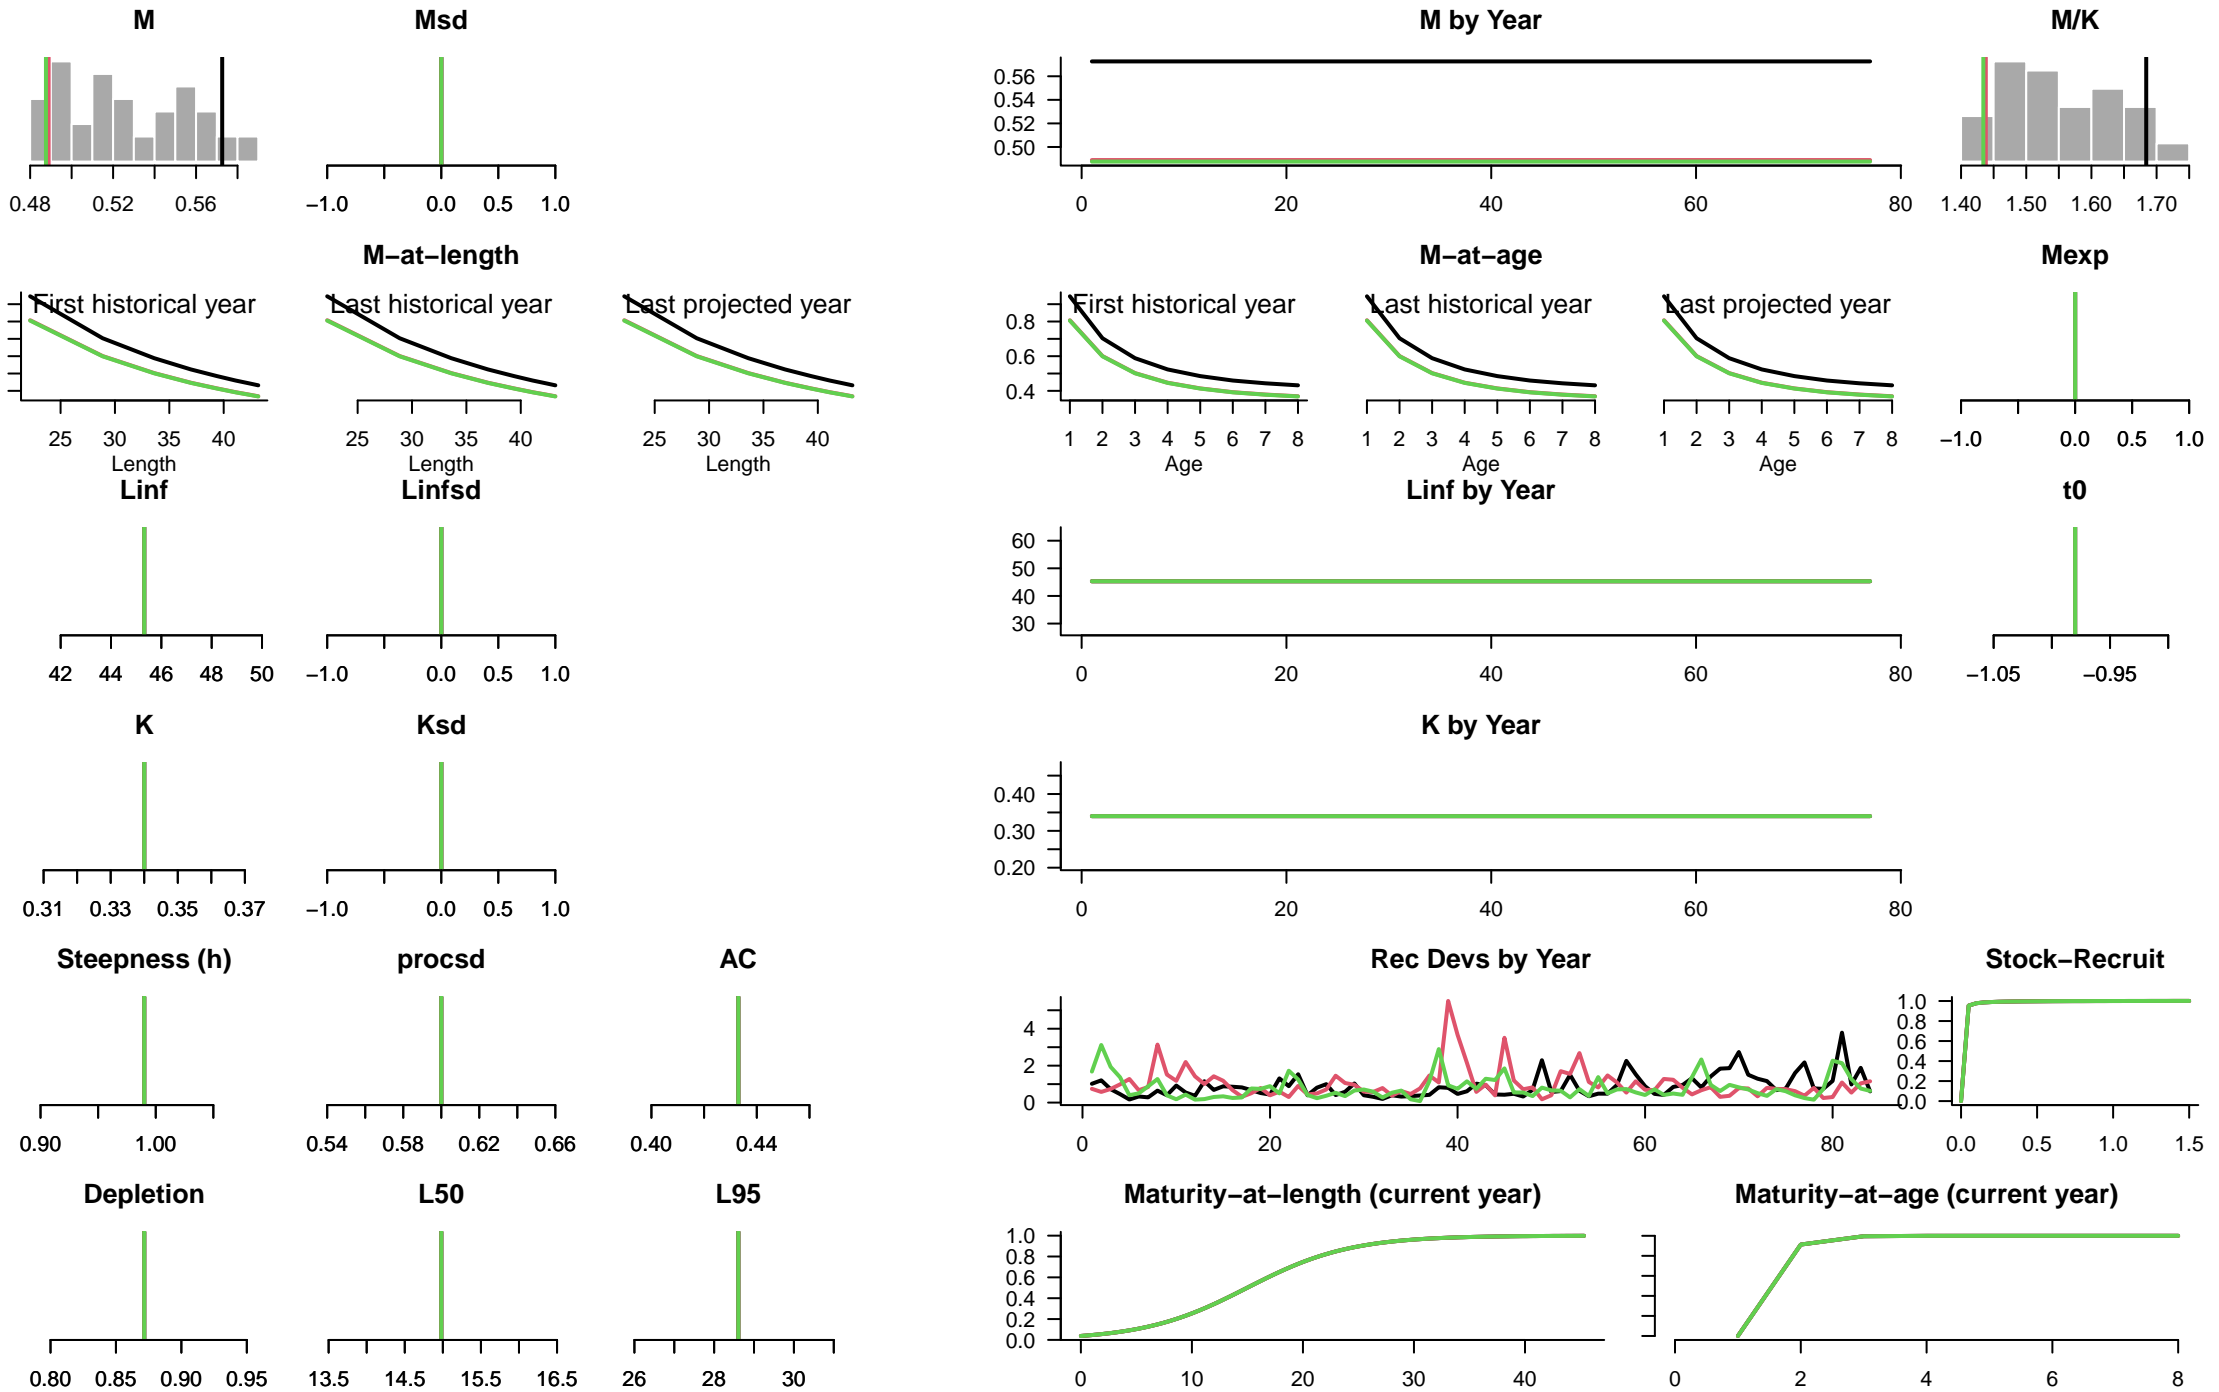 M Msd M by Year M/K
0.56
0.54
0.52
0.50
0.48 0.52 0.56 −1.0 0.0 0.5 1.0 0 20 40 60 80 1.40 1.50 1.60 1.70
M−at−length M−at−age Mexp
First historical year Last historical year Last projected year First historical year Last historical year Last projected year
0.8
0.6
0.4
25 30 35 40 25 30 35 40 25 30 35 40 1 2 3 4 5 6 7 8 1 2 3 4 5 6 7 8 1 2 3 4 5 6 7 8 −1.0 0.0 0.5 1.0
Length Length Length Age Age Age
Linf Linfsd Linf by Year t0
60
50
40
30
42 44 46 48 50 −1.0 0.0 0.5 1.0 0 20 40 60 80 −1.05 −0.95
K Ksd K by Year
0.40
0.30
0.20
0.31 0.33 0.35 0.37 −1.0 0.0 0.5 1.0 0 20 40 60 80
Steepness (h) procsd AC Rec Devs by Year Stock−Recruit
4
2
0
1.0
0.8
0.6
0.4
0.2
0.0
0.90 1.00 0.54 0.58 0.62 0.66 0.40 0.44 0 20 40 60 80 0.0 0.5 1.0 1.5
Depletion L50 L95 Maturity−at−length (current year) Maturity−at−age (current year)
1.0
0.8
0.6
0.4
0.2
0.0
0.80 0.85 0.90 0.95 13.5 14.5 15.5 16.5 26 28 30 0 10 20 30 40 0 2 4 6 8